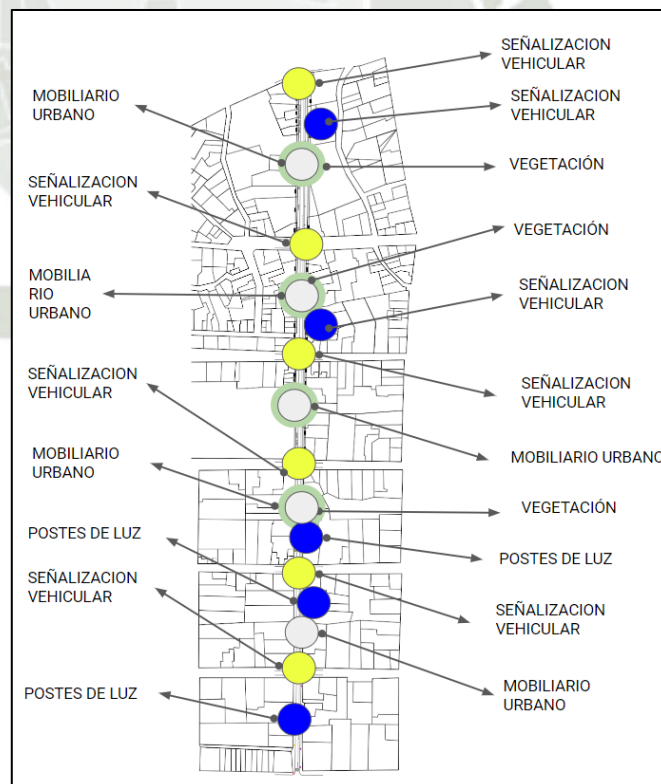 SEÑALIZACION
VEHICULAR
MOBILIARIO
URBANO
SEÑALIZACION
VEHICULAR
VEGETACIÓN
SEÑALIZACION
VEHICULAR
VEGETACIÓN
MOBILIA
RIO
URBANO
SEÑALIZACION
VEHICULAR
SEÑALIZACION
VEHICULAR
SEÑALIZACION
VEHICULAR
MOBILIARIO
URBANO
MOBILIARIO URBANO
VEGETACIÓN
POSTES DE LUZ
POSTES DE LUZ
SEÑALIZACION
VEHICULAR
SEÑALIZACION
VEHICULAR
POSTES DE LUZ
MOBILIARIO
URBANO